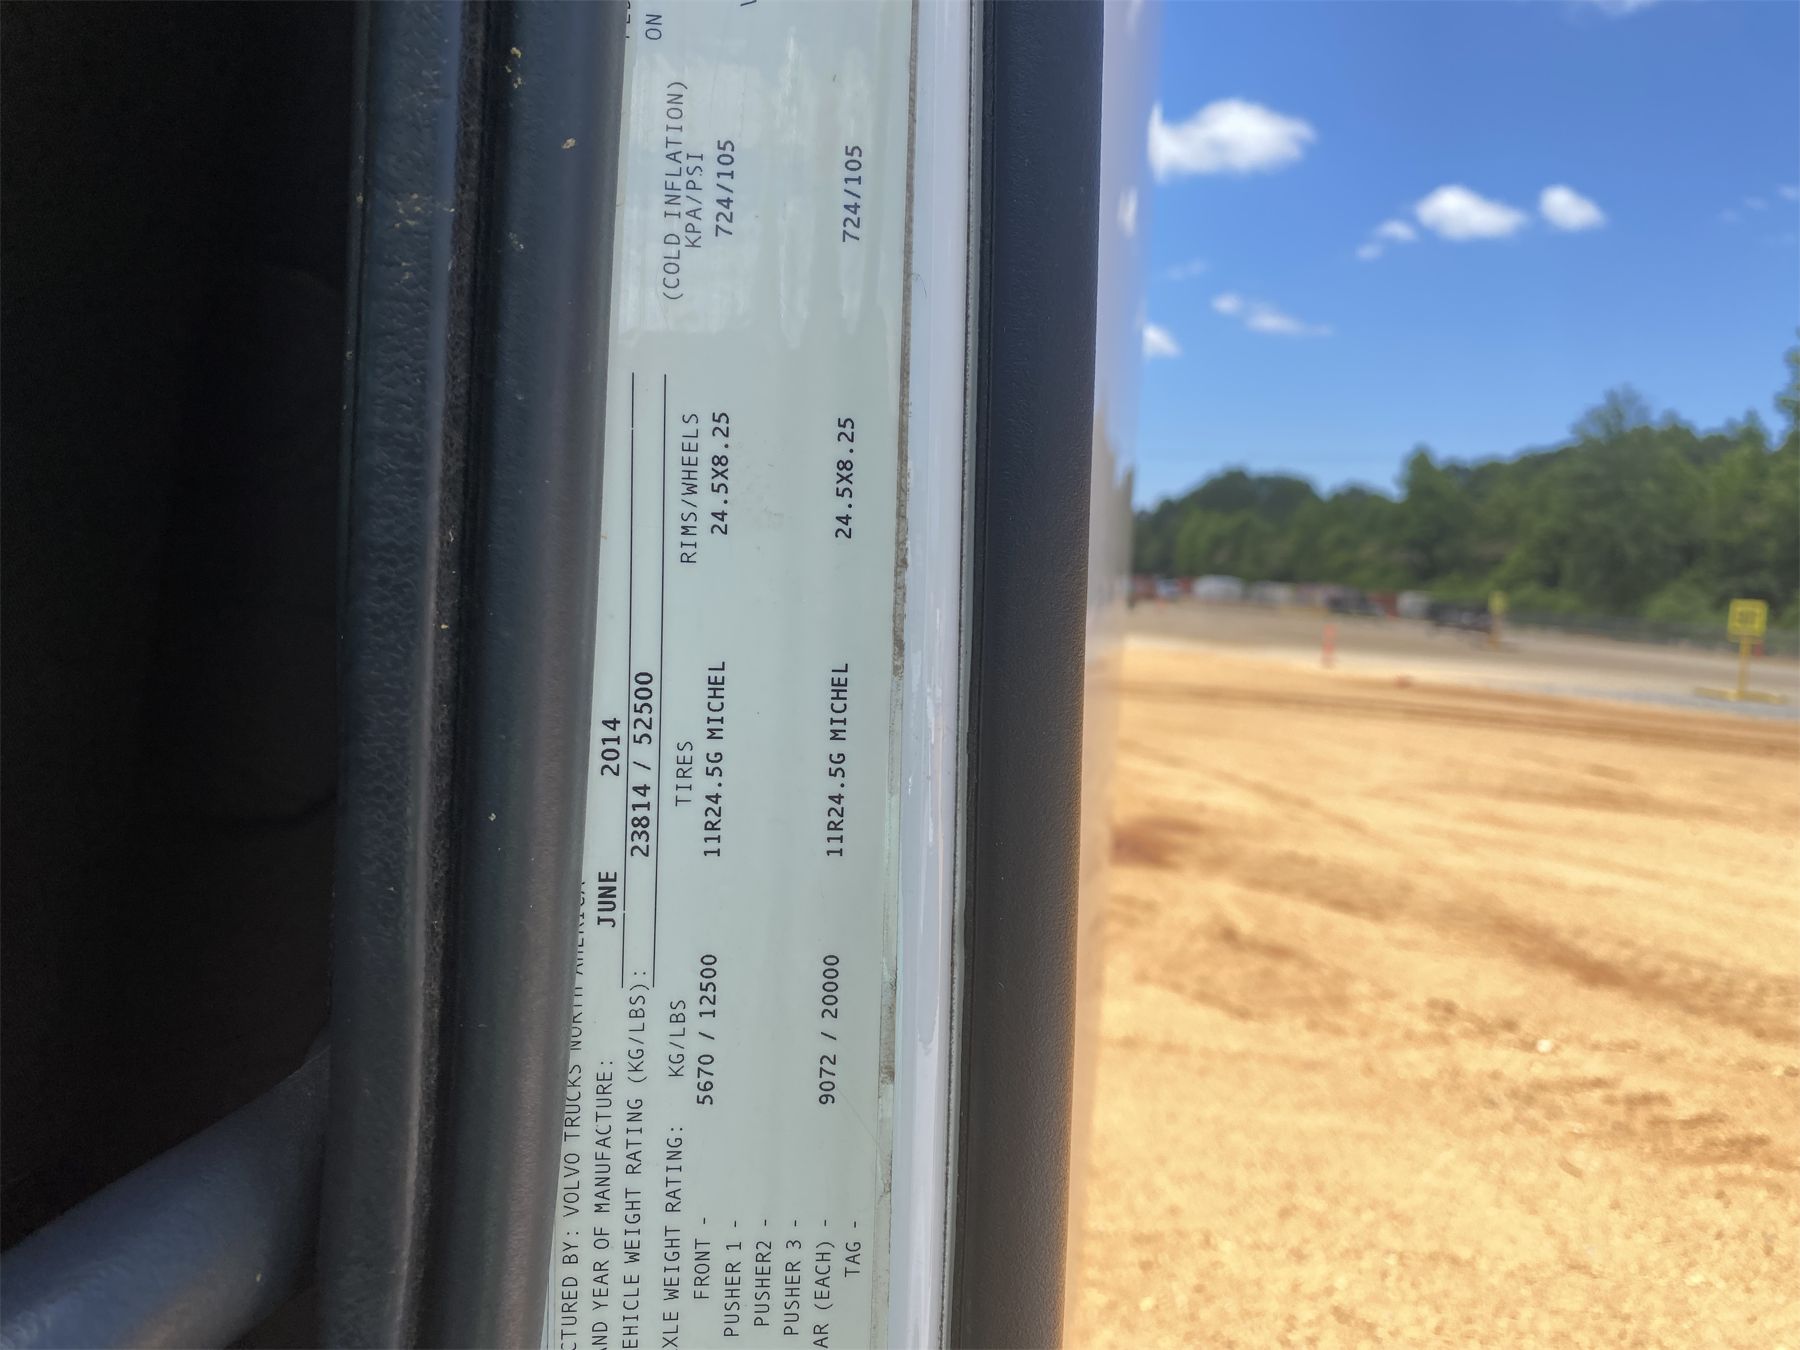 CTURED BY: VOLVO TRUCKS NORTH AMERICA
AND YEAR OF MANUFACTURE: JUNE 2014
EHICLE WEIGHT RATING (KG/LBS): 23814 / 52500
XLE WEIGHT RATING: KG/LBS TIRES RIMS/WHEELS (COLD INFLATION) KPA/PSI
FRONT - 5670 / 12500 11R24.5G MICHEL 24.5X8.25 724/105
PUSHER 1 -
PUSHER2 -
PUSHER 3 -
AR (EACH) - 9072 / 20000 11R24.5G MICHEL 24.5X8.25 724/105
TAG -
ON